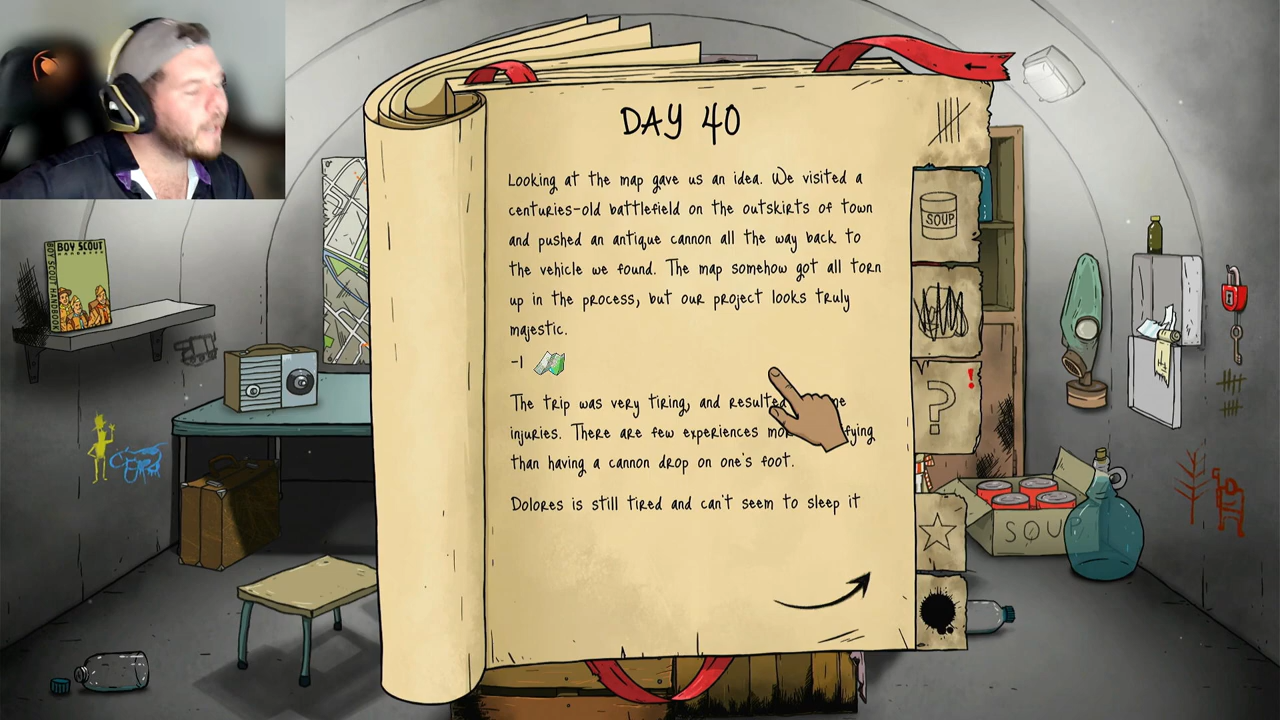 DAY 40
Looking at the map gave us an idea. We visited a
centuries-old battlefield on the outskirts of town
and pushed an antique cannon all the way back to
the vehicle we found. The map somehow got all torn
up in the process, but our project looks truly
majestic.
-1
The trip was very tiring, and resulted
injuries. There are few experiences
than having a cannon drop on one's foot.
Dolores is still tired and can't seem to sleep it
SOUP
?
!
BOY SCOUT
HANDBOOK
BOY SCOUT HANDBOOK
SOUP